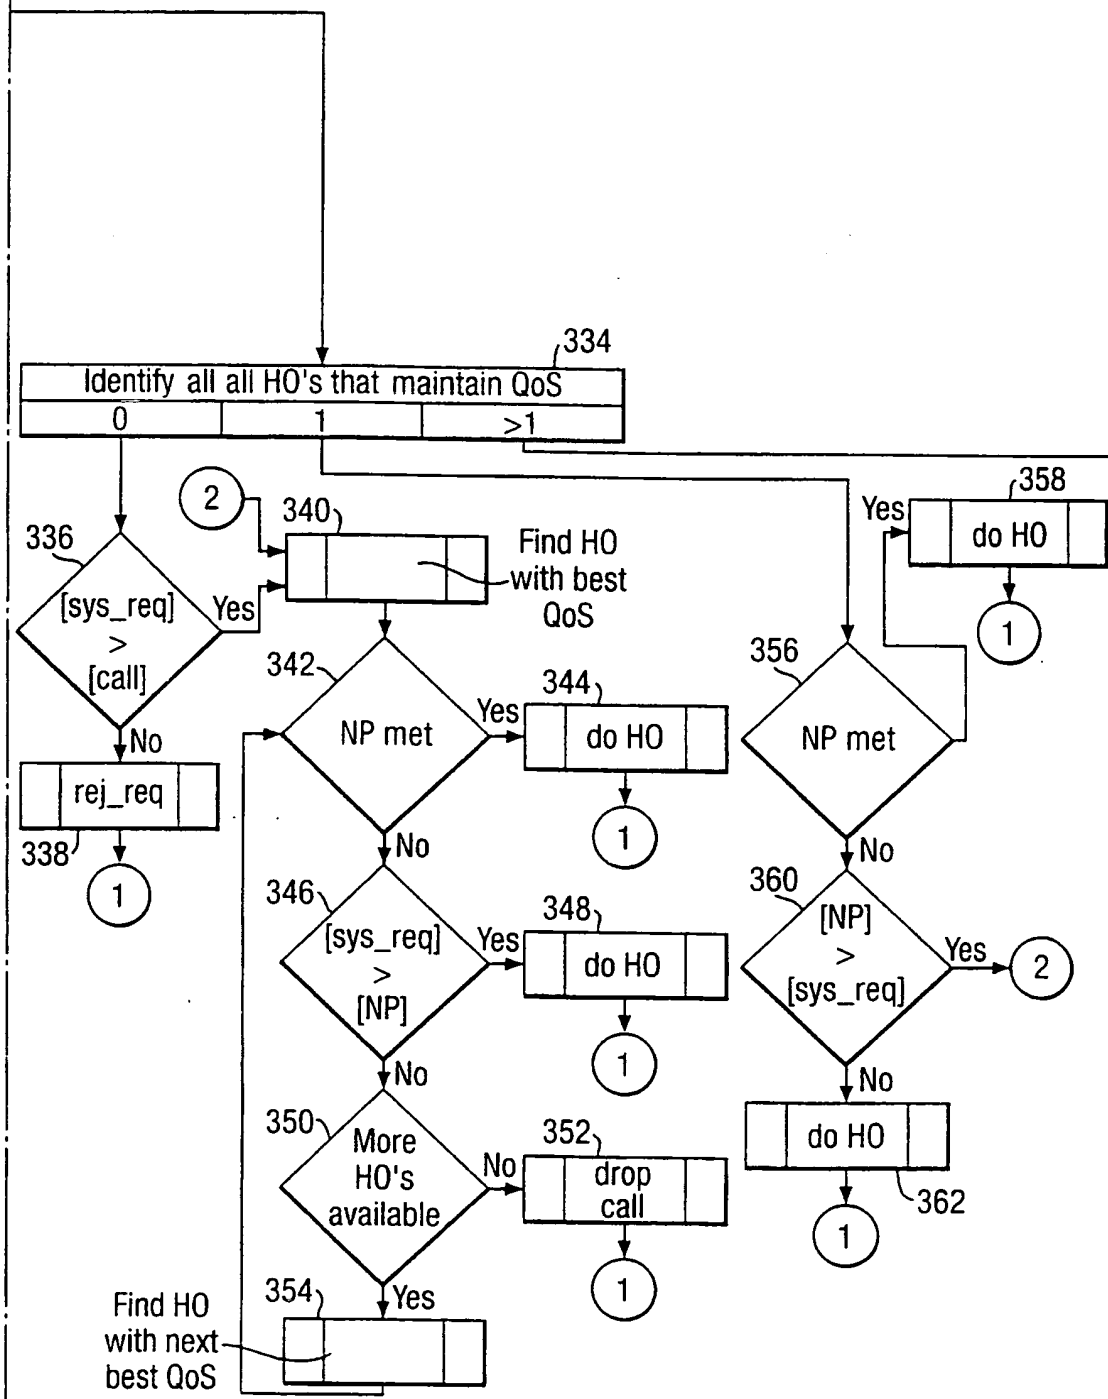 334
Identify all all HO's that maintain QoS
0
1
>1
2
340
Find HO
with best
QoS
358
Yes
do HO
1
336
[sys_req]
>
[call]
Yes
No
rej_req
338
1
342
NP met
Yes
344
do HO
1
No
356
NP met
No
346
[sys_req]
>
[NP]
Yes
348
do HO
1
No
360
[NP]
>
[sys_req]
Yes
2
No
do HO
362
1
350
More
HO's
available
No
352
drop
call
1
Yes
354
Find HO
with next
best QoS